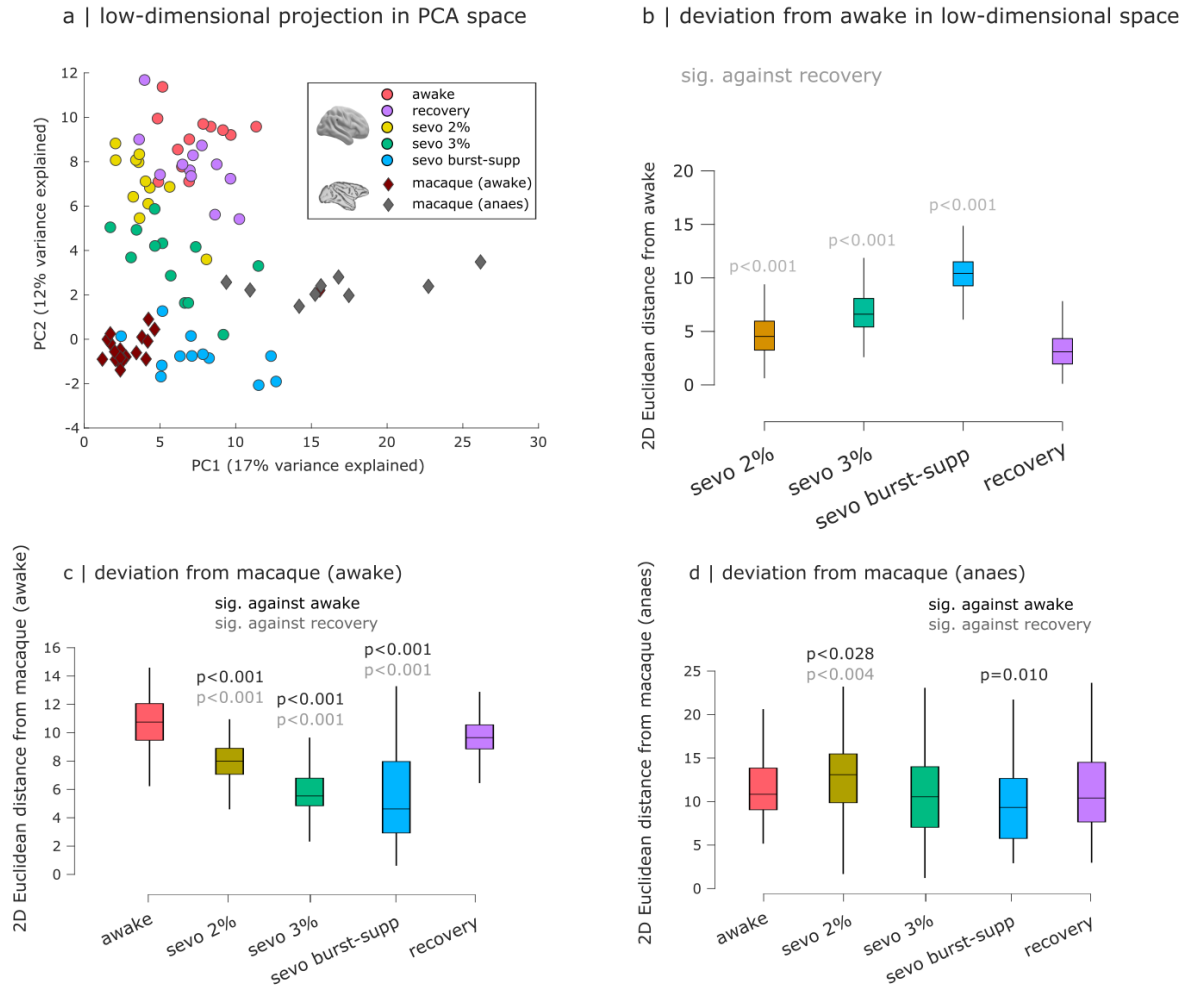 a | low-dimensional projection in PCA space
12
10
8
6
4
2
0
-2
-4
PC2 (12% variance explained)
0 5 10 15 20 25 30
PC1 (17% variance explained)
awake
recovery
sevo 2%
sevo 3%
sevo burst-supp
macaque (awake)
macaque (anaes)
b | deviation from awake in low-dimensional space
sig. against recovery
2D Euclidean distance from awake
20
15
10
5
0
p<0.001
p<0.001
p<0.001
sevo 2%
sevo 3%
sevo burst-supp
recovery
c | deviation from macaque (awake)
sig. against awake
sig. against recovery
2D Euclidean distance from macaque (awake)
16
14
12
10
8
6
4
2
0
p<0.001
p<0.001
p<0.001
p<0.001
p<0.001
p<0.001
awake
sevo 2%
sevo 3%
sevo burst-supp
recovery
d | deviation from macaque (anaes)
sig. against awake
sig. against recovery
2D Euclidean distance from macaque (anaes)
25
20
15
10
5
0
p<0.028
p<0.004
p=0.010
awake
sevo 2%
sevo 3%
sevo burst-supp
recovery